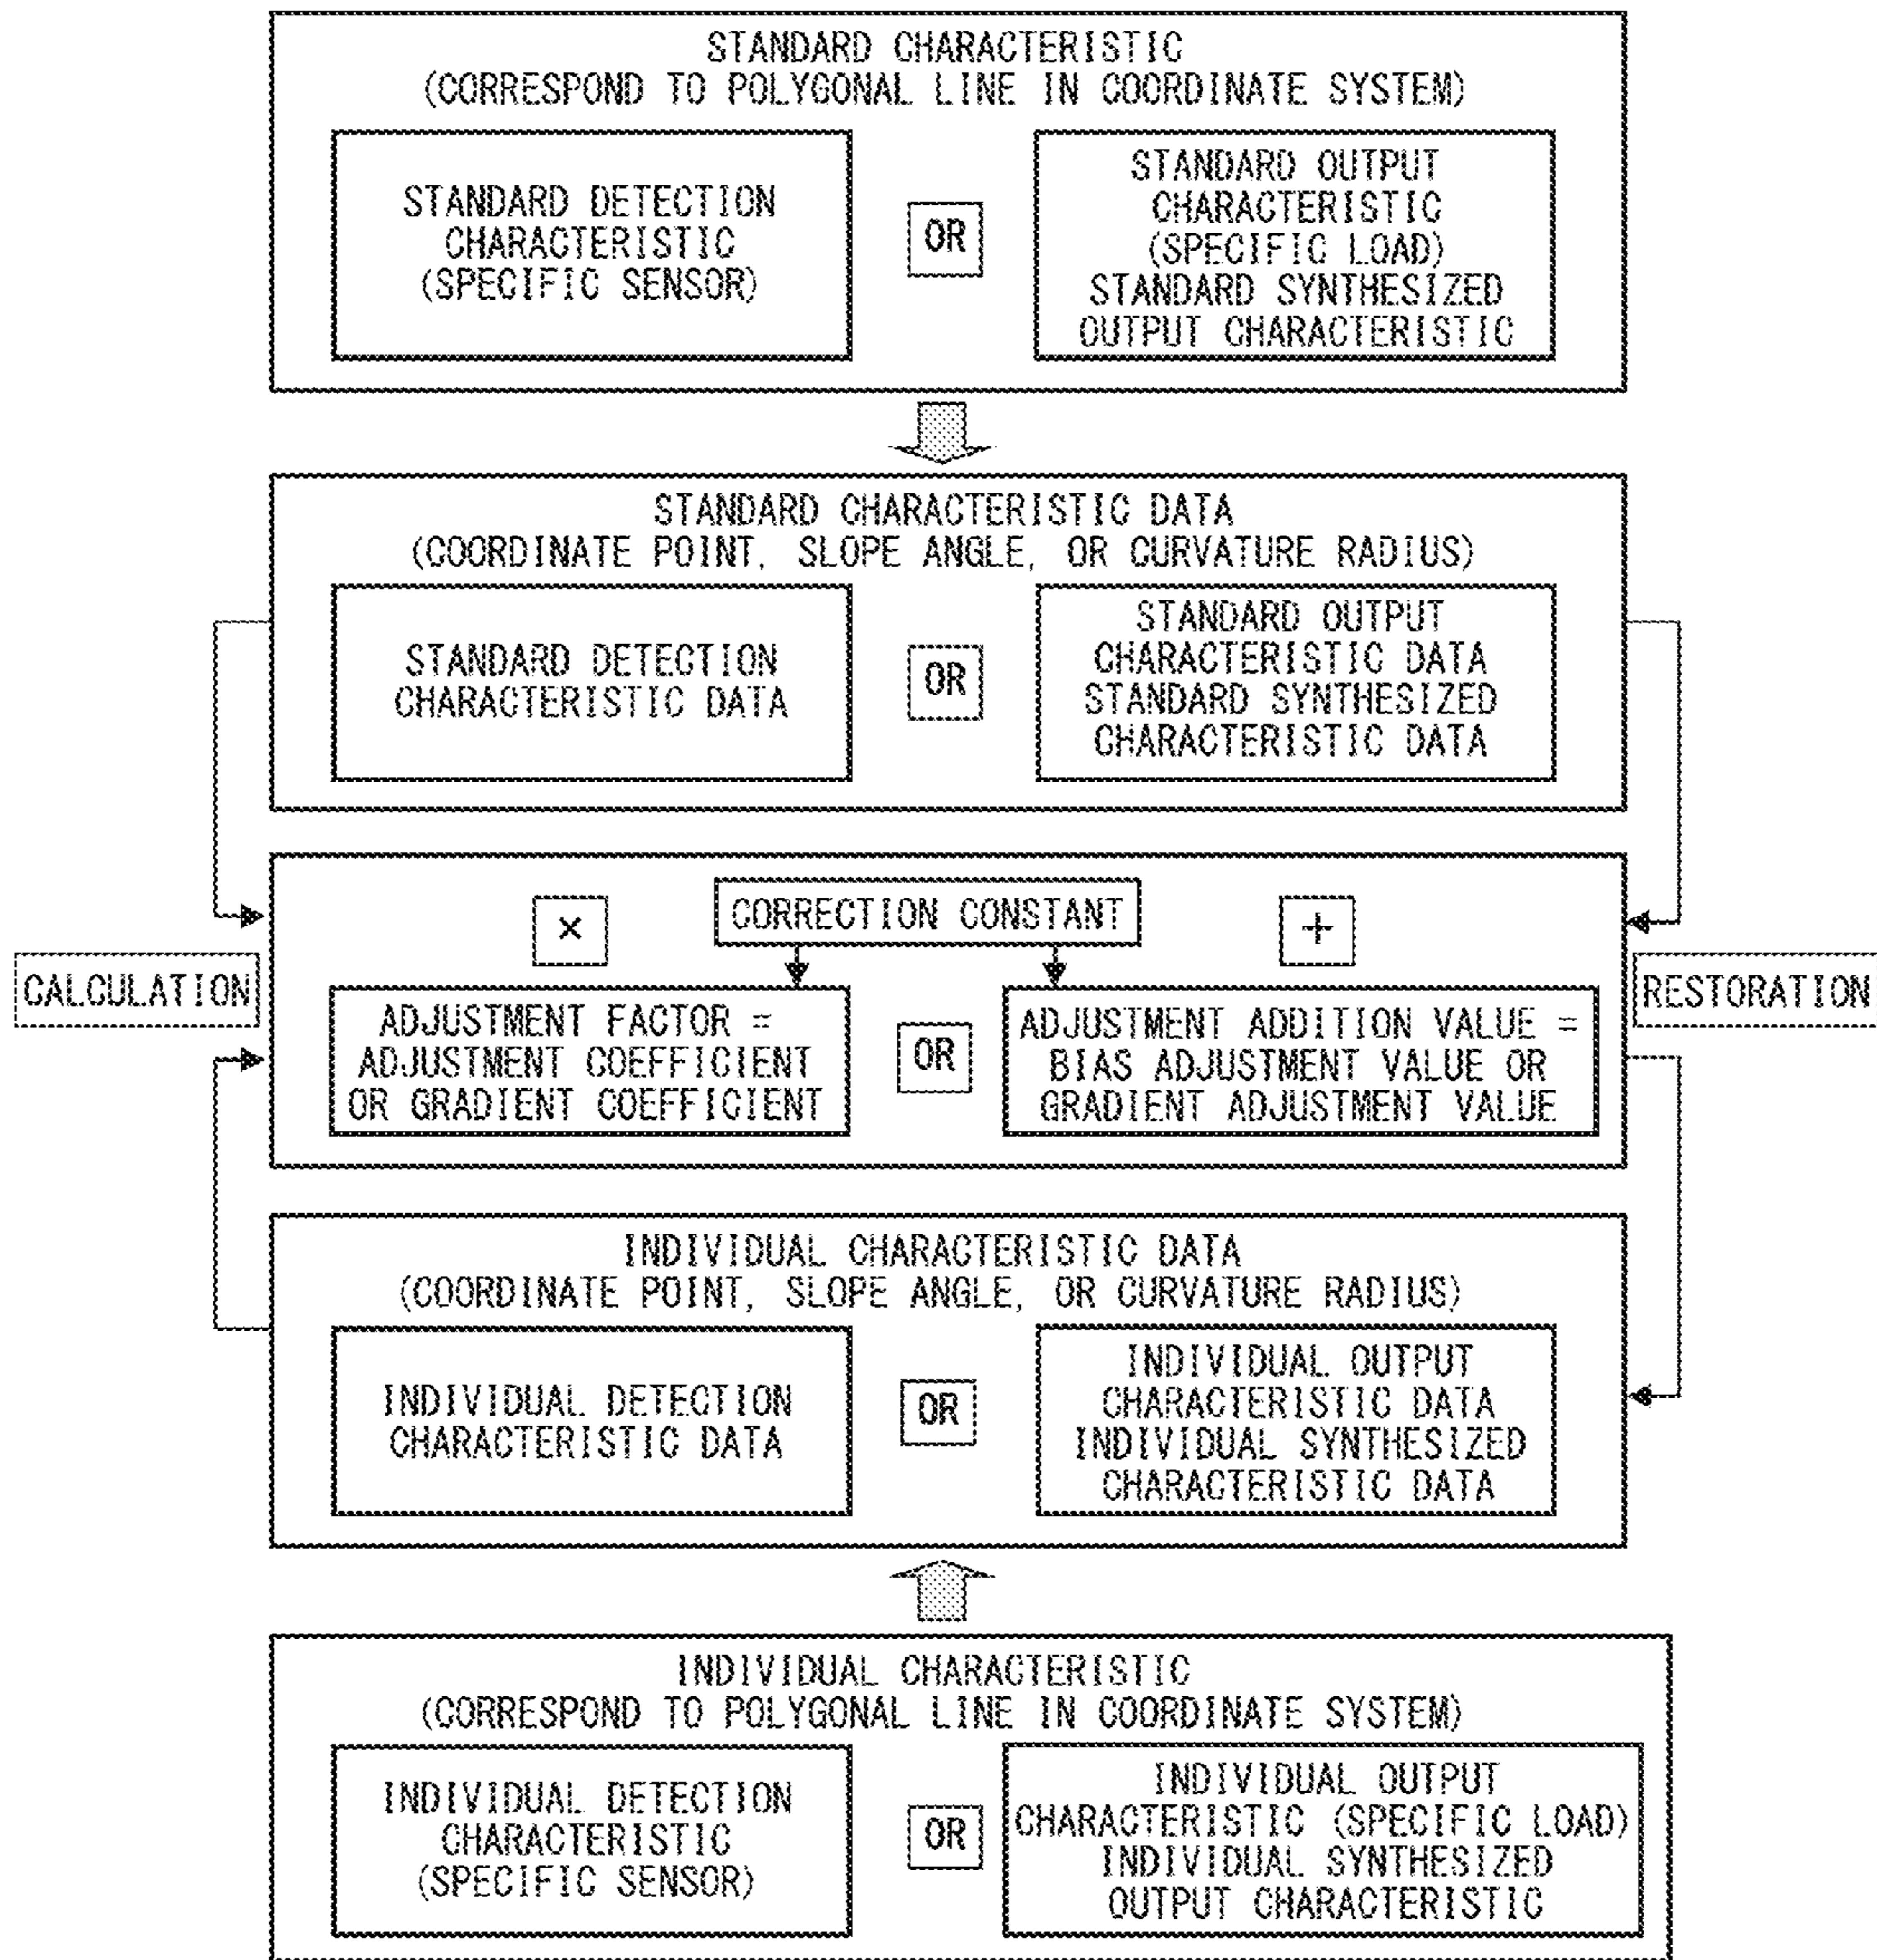 STANDARD CHARACTERISTIC
(CORRESPOND TO POLYGONAL LINE IN COORDINATE SYSTEM)
STANDARD DETECTION
CHARACTERISTIC
(SPECIFIC SENSOR)
OR
STANDARD OUTPUT
CHARACTERISTIC
(SPECIFIC LOAD)
STANDARD SYNTHESIZED
OUTPUT CHARACTERISTIC
STANDARD CHARACTERISTIC DATA
(COORDINATE POINT, SLOPE ANGLE, OR CURVATURE RADIUS)
STANDARD DETECTION
CHARACTERISTIC DATA
OR
STANDARD OUTPUT
CHARACTERISTIC DATA
STANDARD SYNTHESIZED
CHARACTERISTIC DATA
CALCULATION
×
CORRECTION CONSTANT
+
RESTORATION
ADJUSTMENT FACTOR =
ADJUSTMENT COEFFICIENT
OR GRADIENT COEFFICIENT
OR
ADJUSTMENT ADDITION VALUE =
BIAS ADJUSTMENT VALUE OR
GRADIENT ADJUSTMENT VALUE
INDIVIDUAL CHARACTERISTIC DATA
(COORDINATE POINT, SLOPE ANGLE, OR CURVATURE RADIUS)
INDIVIDUAL DETECTION
CHARACTERISTIC DATA
OR
INDIVIDUAL OUTPUT
CHARACTERISTIC DATA
INDIVIDUAL SYNTHESIZED
CHARACTERISTIC DATA
INDIVIDUAL CHARACTERISTIC
(CORRESPOND TO POLYGONAL LINE IN COORDINATE SYSTEM)
INDIVIDUAL DETECTION
CHARACTERISTIC
(SPECIFIC SENSOR)
OR
INDIVIDUAL OUTPUT
CHARACTERISTIC (SPECIFIC LOAD)
INDIVIDUAL SYNTHESIZED
OUTPUT CHARACTERISTIC